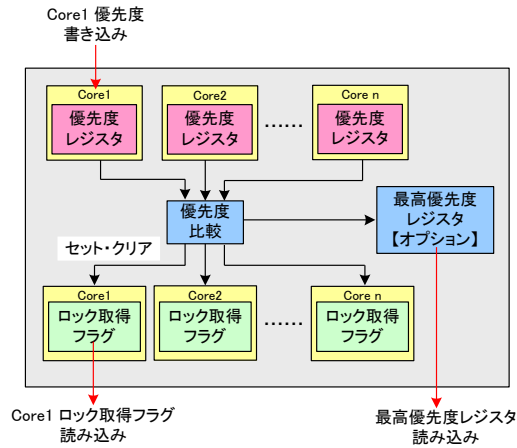 Core1 優先度
書き込み
Core1
Core2
Core n
優先度
レジスタ
優先度
レジスタ
……
優先度
レジスタ
優先度
比較
最高優先度
レジスタ
【オプション】
セット・クリア
Core1
Core2
Core n
ロック取得
フラグ
ロック取得
フラグ
……
ロック取得
フラグ
Core1 ロック取得フラグ
読み込み
最高優先度レジスタ
読み込み